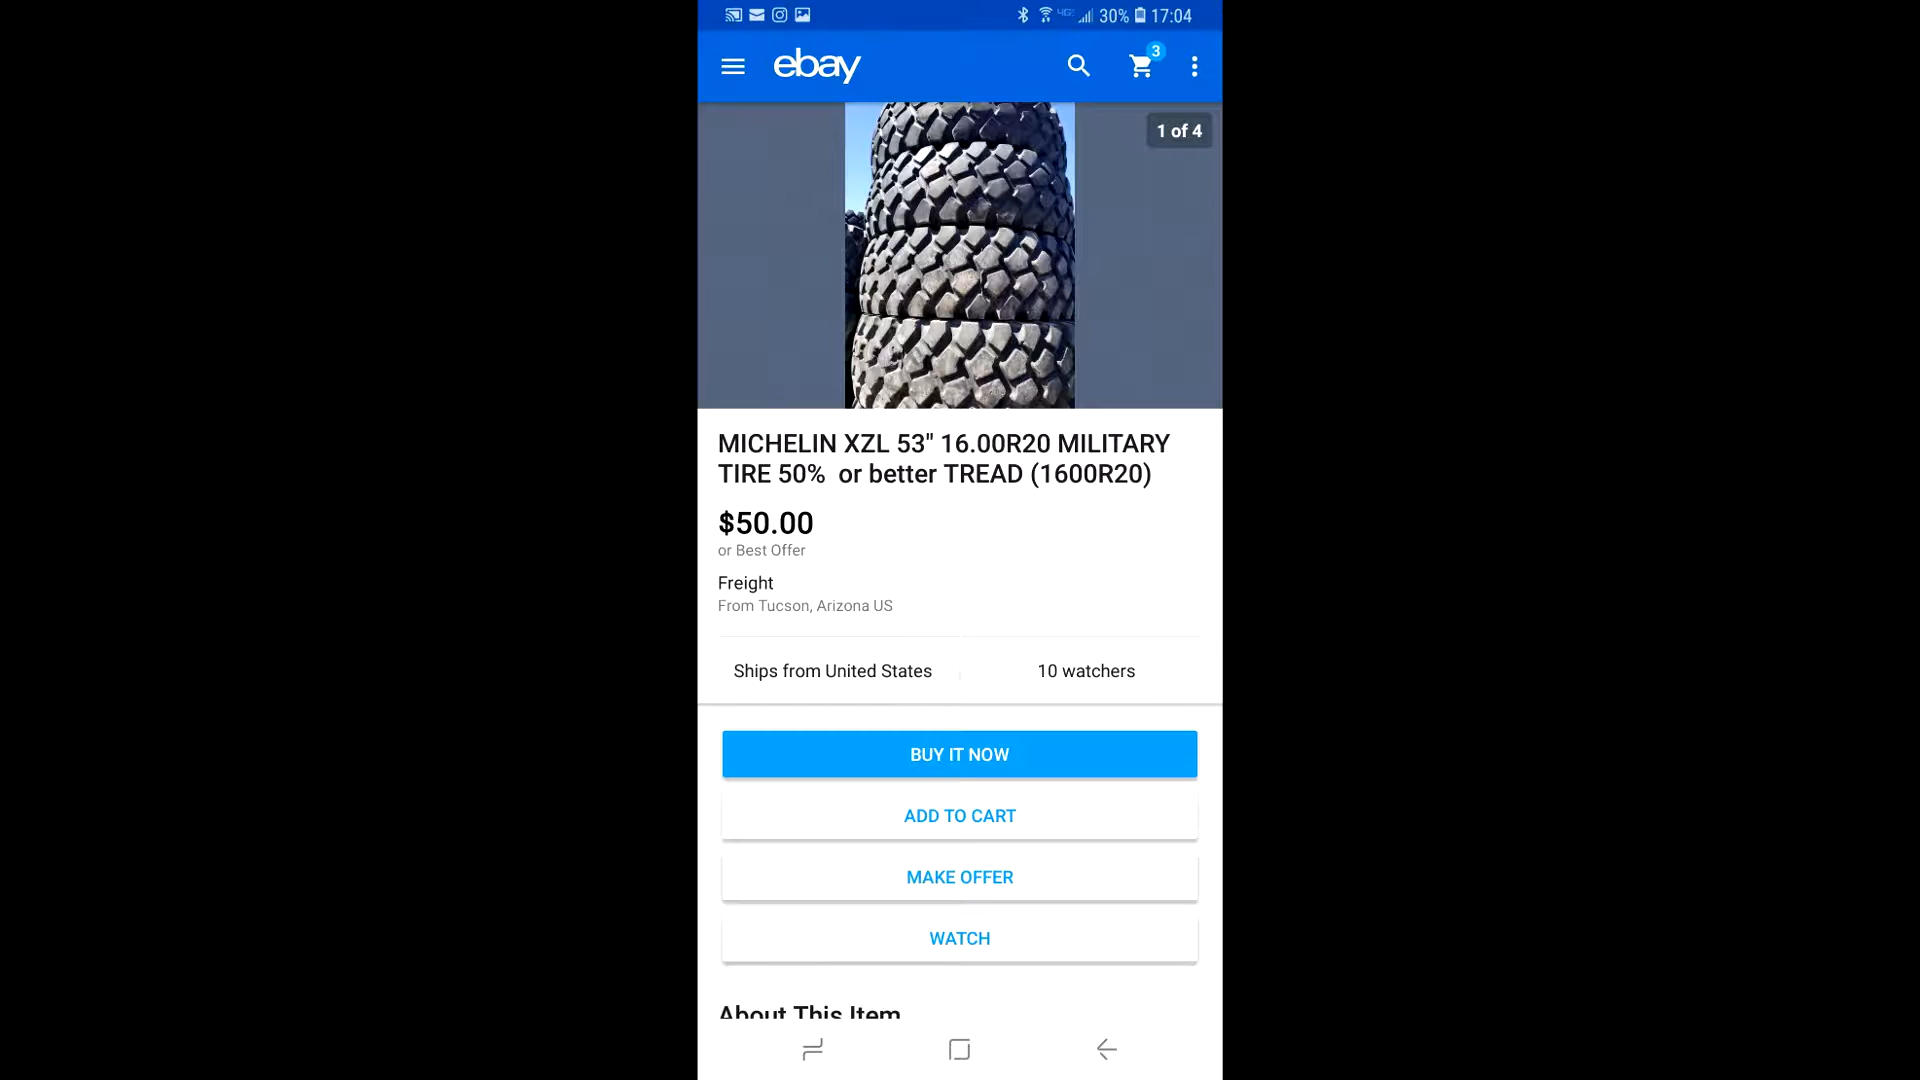 4G
30%
17:04
ebay
3
1 of 4
MICHELIN XZL 53" 16.00R20 MILITARY
TIRE 50%  or better TREAD (1600R20)
$50.00
or Best Offer
Freight
From Tucson, Arizona US
Ships from United States
10 watchers
BUY IT NOW
ADD TO CART
MAKE OFFER
WATCH
About This Item